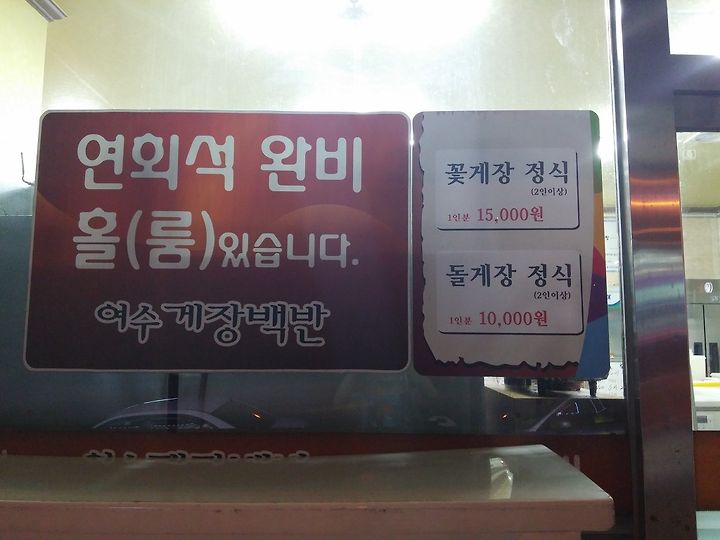 연회석 완비
홀(룸)있습니다.
여수게장백반
꽃게장 정식
(2인이상)
1인분 15,000원
돌게장 정식
(2인이상)
1인분 10,000원